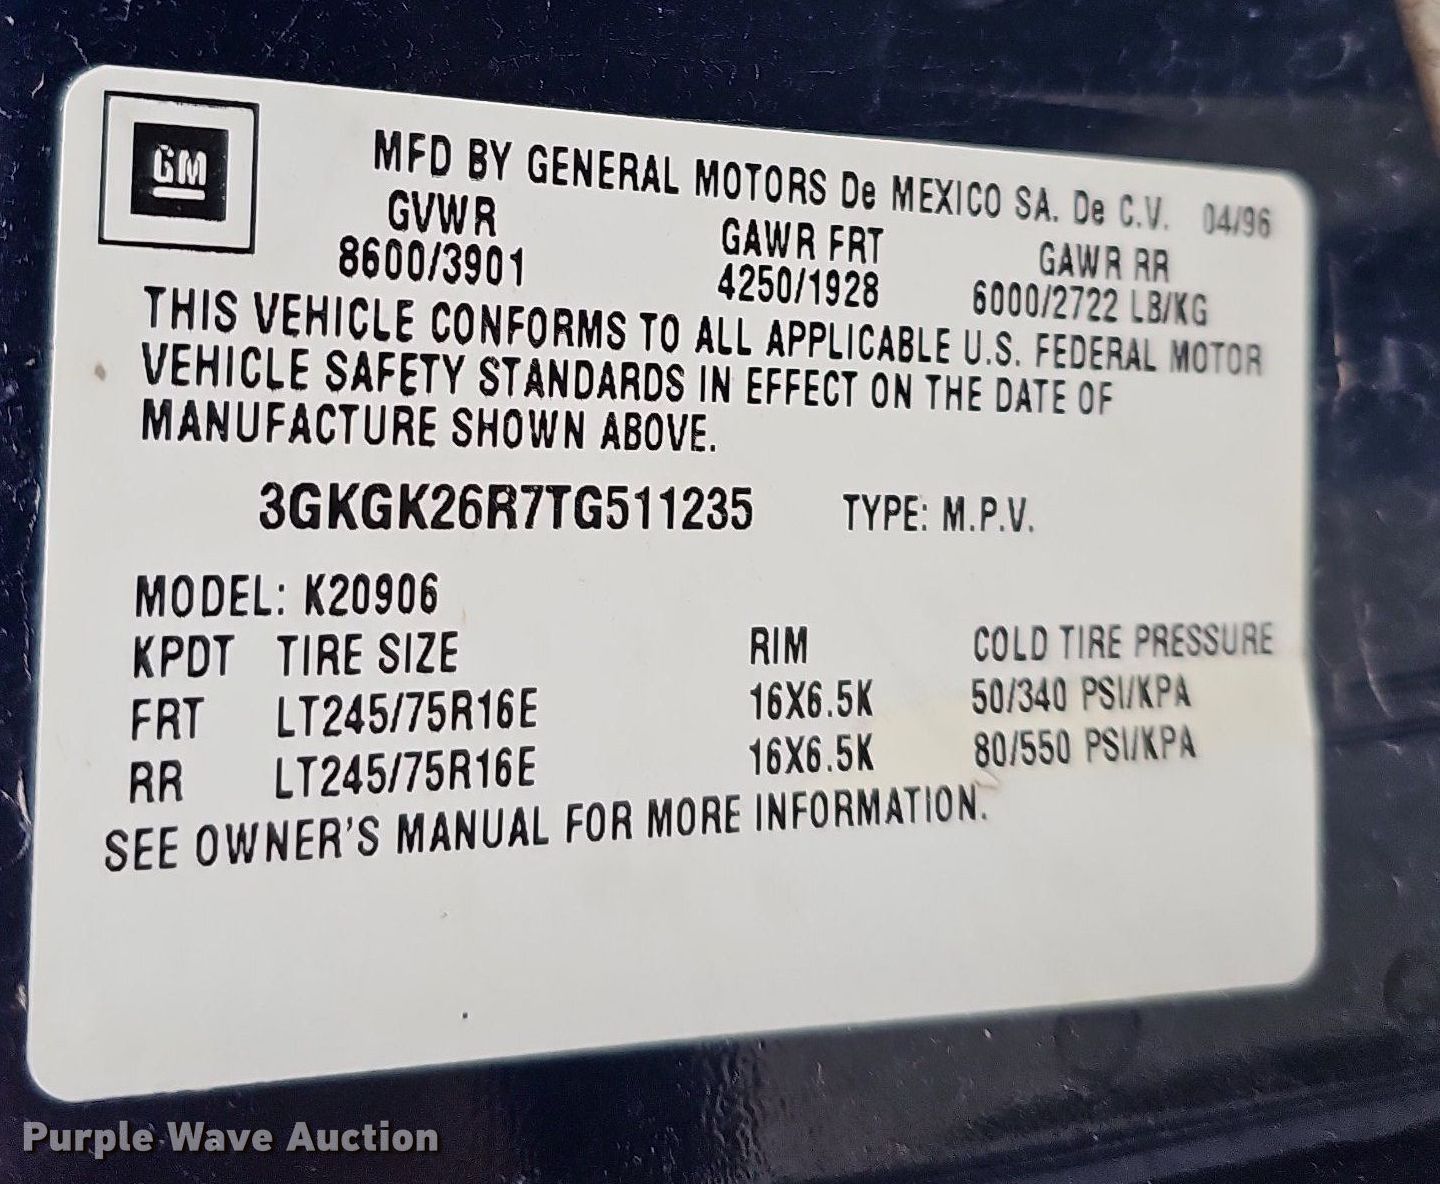 GM
MFD BY GENERAL MOTORS De MEXICO SA. De C.V. 04/96
GVWR GAWR FRT GAWR RR
8600/3901 4250/1928 6000/2722 LB/KG
THIS VEHICLE CONFORMS TO ALL APPLICABLE U.S. FEDERAL MOTOR
VEHICLE SAFETY STANDARDS IN EFFECT ON THE DATE OF
MANUFACTURE SHOWN ABOVE.
3GKGK26R7TG511235 TYPE: M.P.V.
MODEL: K20906
KPDT TIRE SIZE RIM COLD TIRE PRESSURE
FRT LT245/75R16E 16X6.5K 50/340 PSI/KPA
RR LT245/75R16E 16X6.5K 80/550 PSI/KPA
SEE OWNER'S MANUAL FOR MORE INFORMATION.
Purple Wave Auction